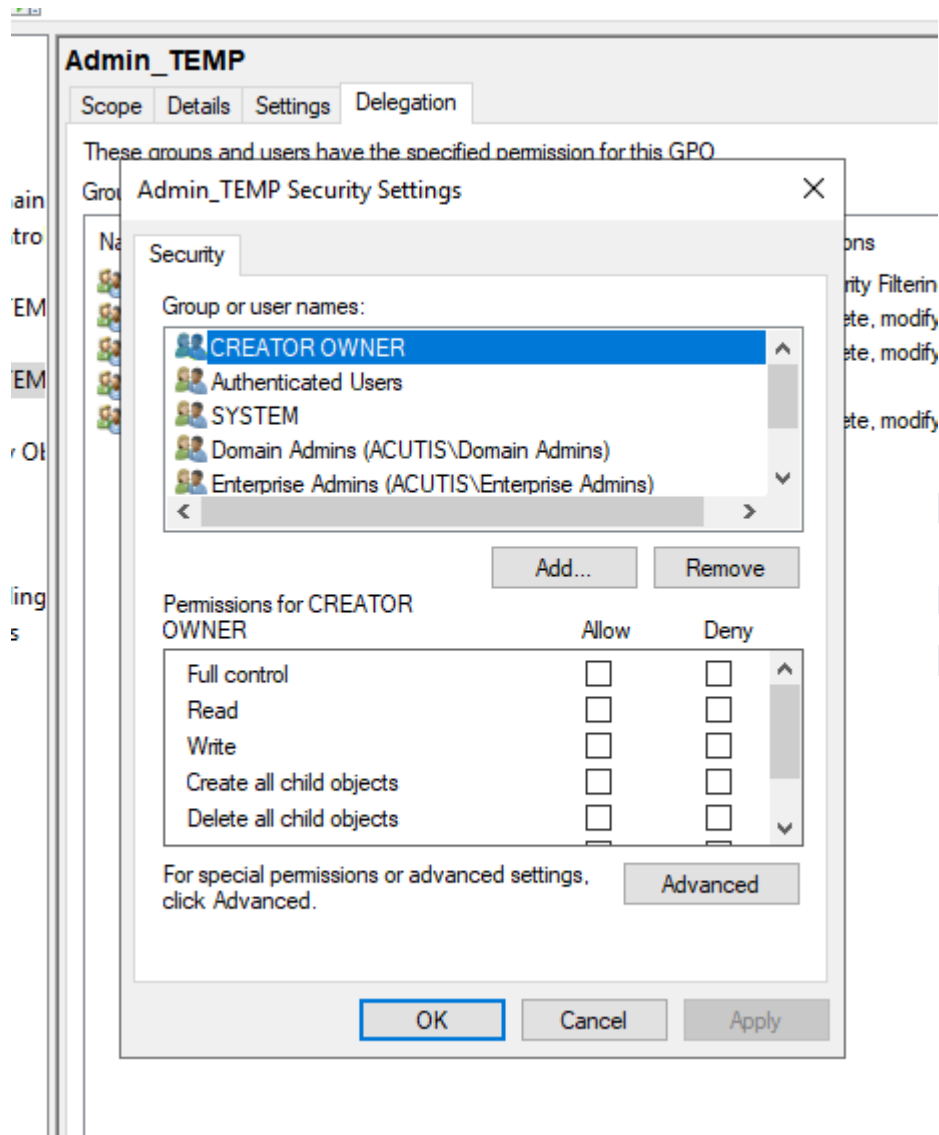 Admin_TEMP
Scope Details Settings Delegation
These groups and users have the specified permission for this GPO
Admin_TEMP Security Settings
Security
Group or user names:
CREATOR OWNER
Authenticated Users
SYSTEM
Domain Admins (ACUTIS\Domain Admins)
Enterprise Admins (ACUTIS\Enterprise Admins)
Add... Remove
Permissions for CREATOR
OWNER Allow Deny
Full control
Read
Write
Create all child objects
Delete all child objects
For special permissions or advanced settings,
click Advanced.
Advanced
OK Cancel Apply